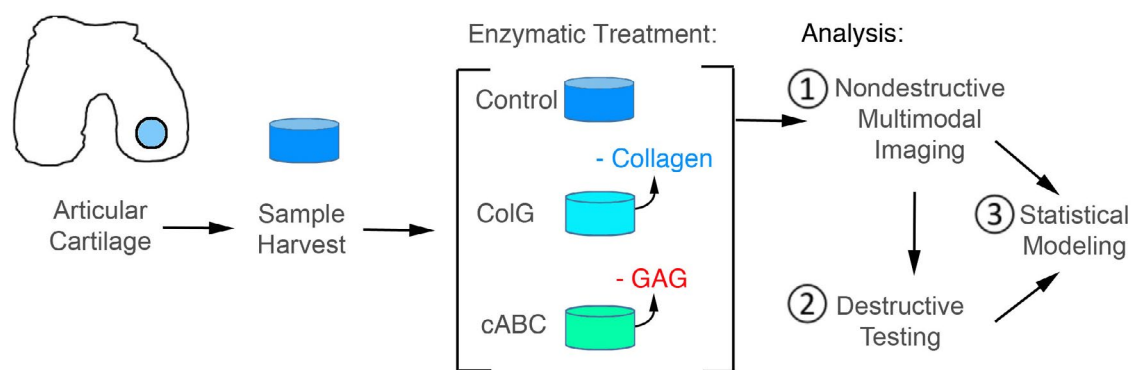 Articular
Cartilage
Sample
Harvest
Enzymatic Treatment:
Control
- Collagen
ColG
- GAG
cABC
Analysis:
1 Nondestructive
Multimodal
Imaging
2 Destructive
Testing
3 Statistical
Modeling